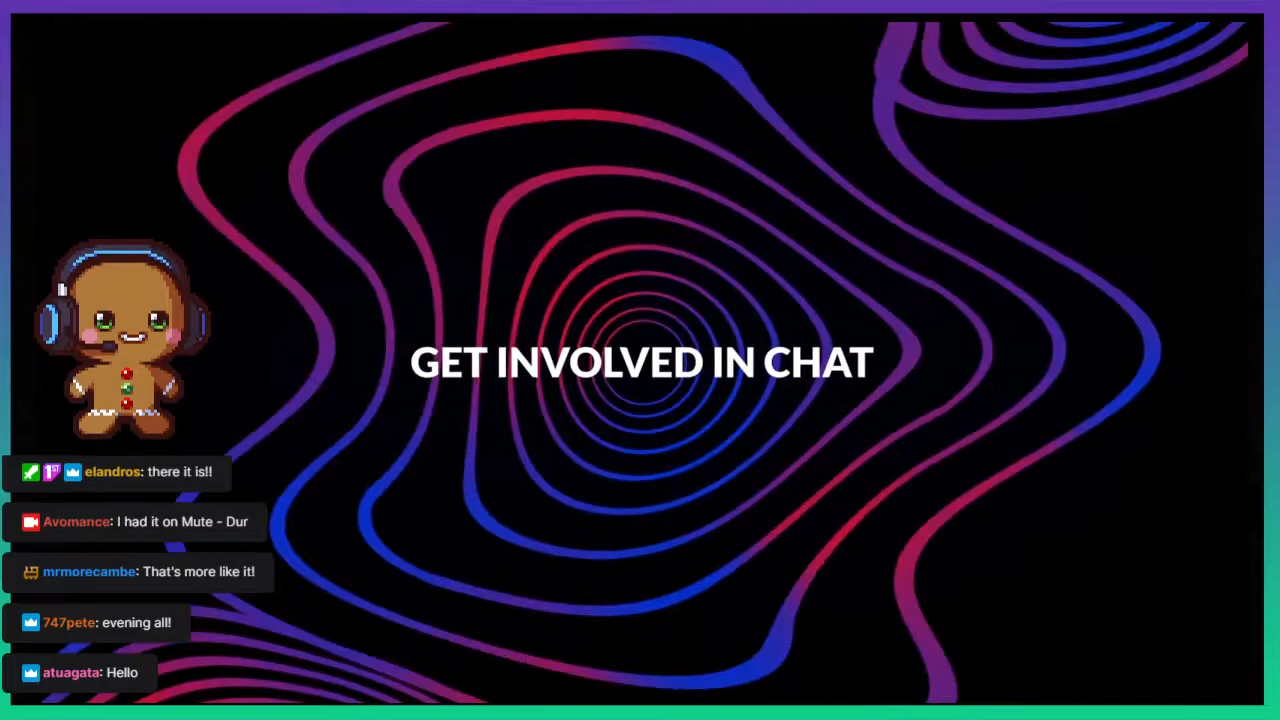 GET INVOLVED IN CHAT
1ST elandros: there it is!!
Avomance: I had it on Mute - Dur
mrmorecambe: That's more like it!
747pete: evening all!
atuagata: Hello